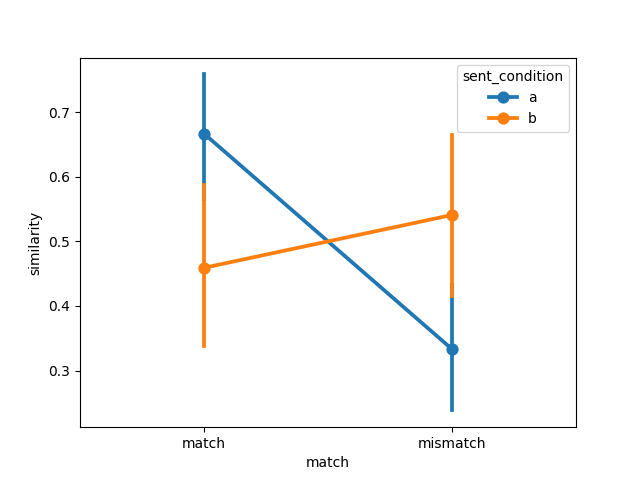 sent_condition
a
b
0.7
0.6
0.5
0.4
0.3
similarity
match
mismatch
match